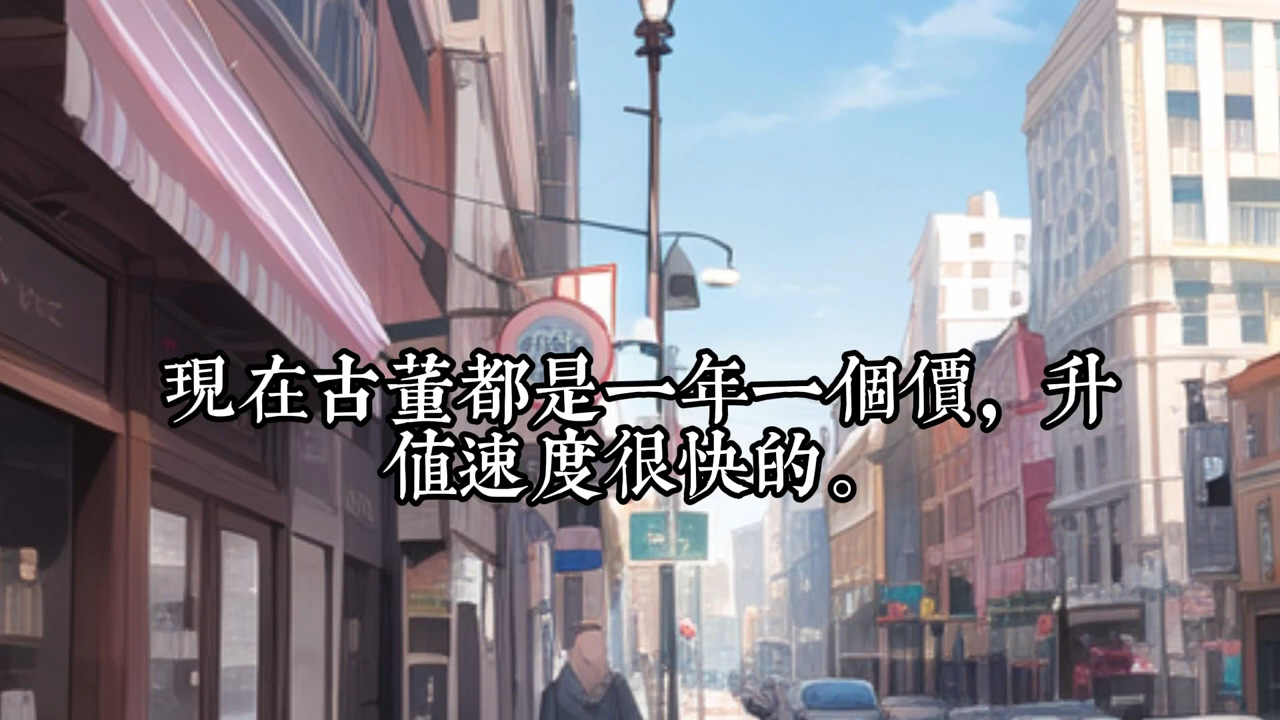 現在古董都是一年一個價，升
值速度很快的。